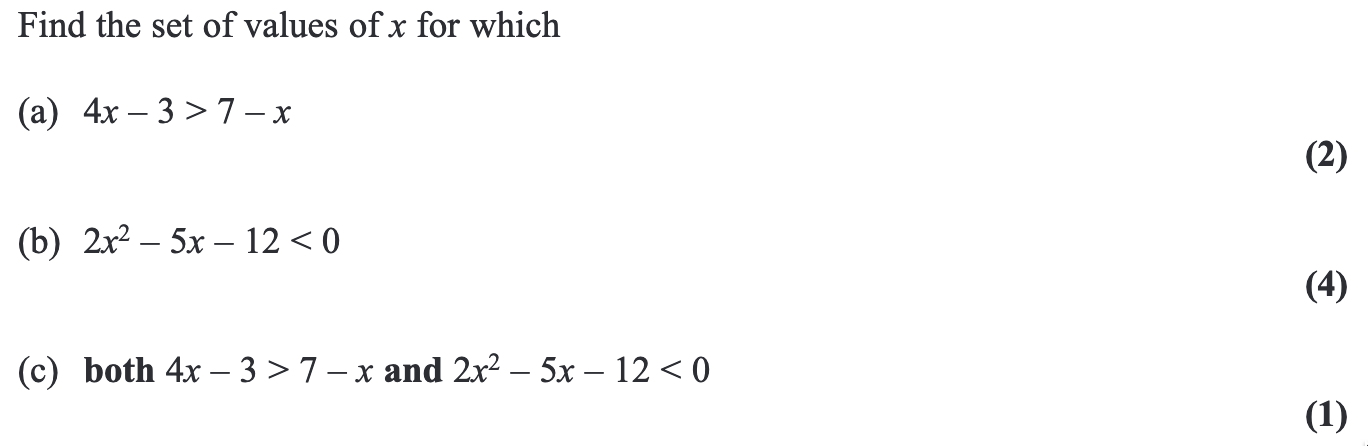 Find the set of values of x for which
(a) 4x – 3 > 7 – x
(2)
(b) 2x² – 5x – 12 < 0
(4)
(c) both 4x – 3 > 7 – x and 2x² – 5x – 12 < 0
(1)